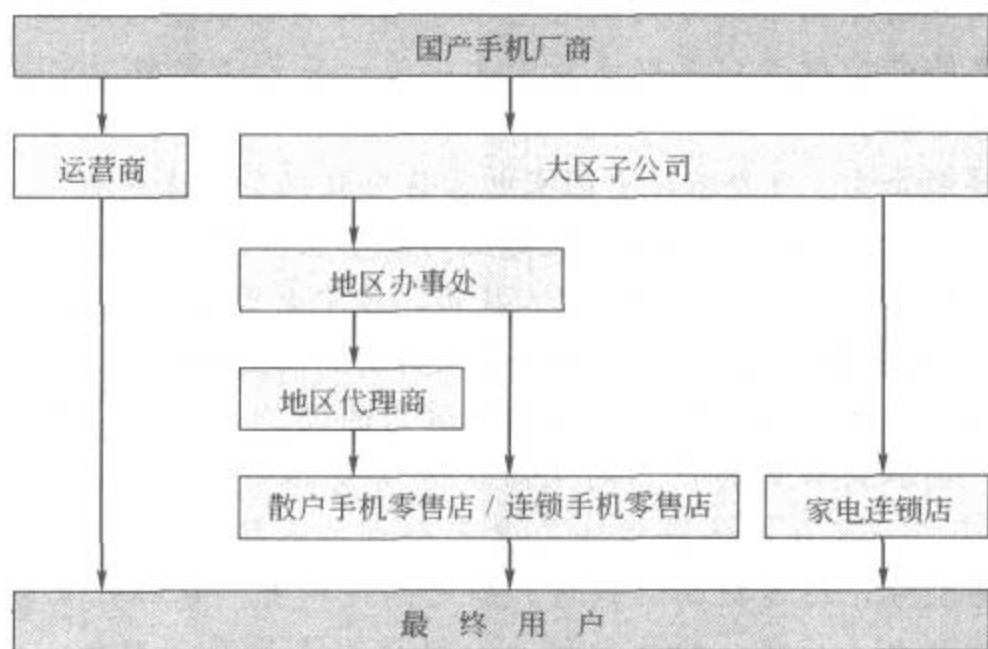 国产手机厂商
运营商
大区子公司
地区办事处
地区代理商
散户手机零售店 / 连锁手机零售店
家电连锁店
最 终 用 户